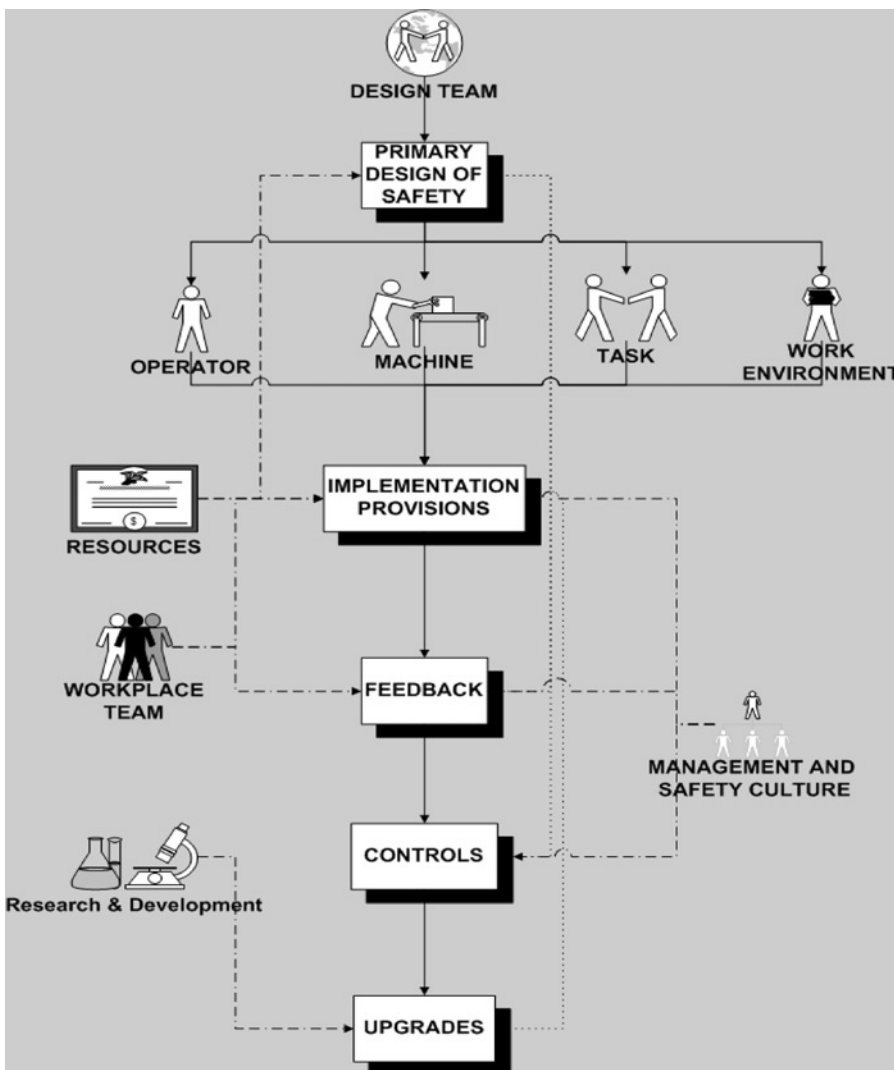 DESIGN TEAM
PRIMARY
DESIGN OF
SAFETY
OPERATOR
MACHINE
TASK
WORK
ENVIRONMENT
IMPLEMENTATION
PROVISIONS
RESOURCES
$
WORKPLACE
TEAM
FEEDBACK
MANAGEMENT AND
SAFETY CULTURE
CONTROLS
Research & Development
UPGRADES